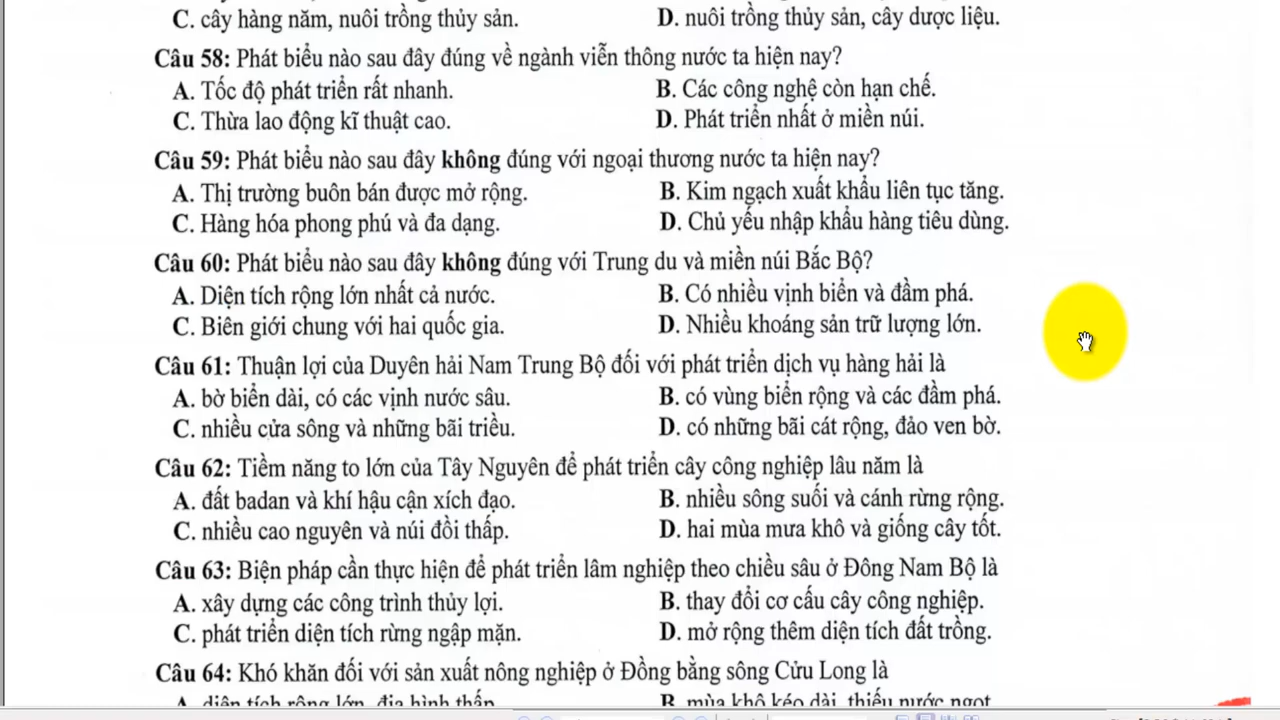 C. cây hàng năm, nuôi trồng thủy sản. D. nuôi trồng thủy sản, cây dược liệu.
Câu 58: Phát biểu nào sau đây đúng về ngành viễn thông nước ta hiện nay?
A. Tốc độ phát triển rất nhanh. B. Các công nghệ còn hạn chế.
C. Thừa lao động kĩ thuật cao. D. Phát triển nhất ở miền núi.
Câu 59: Phát biểu nào sau đây không đúng với ngoại thương nước ta hiện nay?
A. Thị trường buôn bán được mở rộng. B. Kim ngạch xuất khẩu liên tục tăng.
C. Hàng hóa phong phú và đa dạng. D. Chủ yếu nhập khẩu hàng tiêu dùng.
Câu 60: Phát biểu nào sau đây không đúng với Trung du và miền núi Bắc Bộ?
A. Diện tích rộng lớn nhất cả nước. B. Có nhiều vịnh biển và đầm phá.
C. Biên giới chung với hai quốc gia. D. Nhiều khoáng sản trữ lượng lớn.
Câu 61: Thuận lợi của Duyên hải Nam Trung Bộ đối với phát triển dịch vụ hàng hải là
A. bờ biển dài, có các vịnh nước sâu. B. có vùng biển rộng và các đầm phá.
C. nhiều cửa sông và những bãi triều. D. có những bãi cát rộng, đảo ven bờ.
Câu 62: Tiềm năng to lớn của Tây Nguyên để phát triển cây công nghiệp lâu năm là
A. đất badan và khí hậu cận xích đạo. B. nhiều sông suối và cánh rừng rộng.
C. nhiều cao nguyên và núi đồi thấp. D. hai mùa mưa khô và giống cây tốt.
Câu 63: Biện pháp cần thực hiện để phát triển lâm nghiệp theo chiều sâu ở Đông Nam Bộ là
A. xây dựng các công trình thủy lợi. B. thay đổi cơ cấu cây công nghiệp.
C. phát triển diện tích rừng ngập mặn. D. mở rộng thêm diện tích đất trồng.
Câu 64: Khó khăn đối với sản xuất nông nghiệp ở Đồng bằng sông Cửu Long là
A. diện tích rộng lớn, địa hình thấp. B. mùa khô kéo dài, thiếu nước ngọt